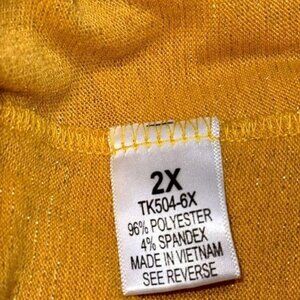 2X
TK504-6X
96% POLYESTER
4% SPANDEX
MADE IN VIETNAM
SEE REVERSE